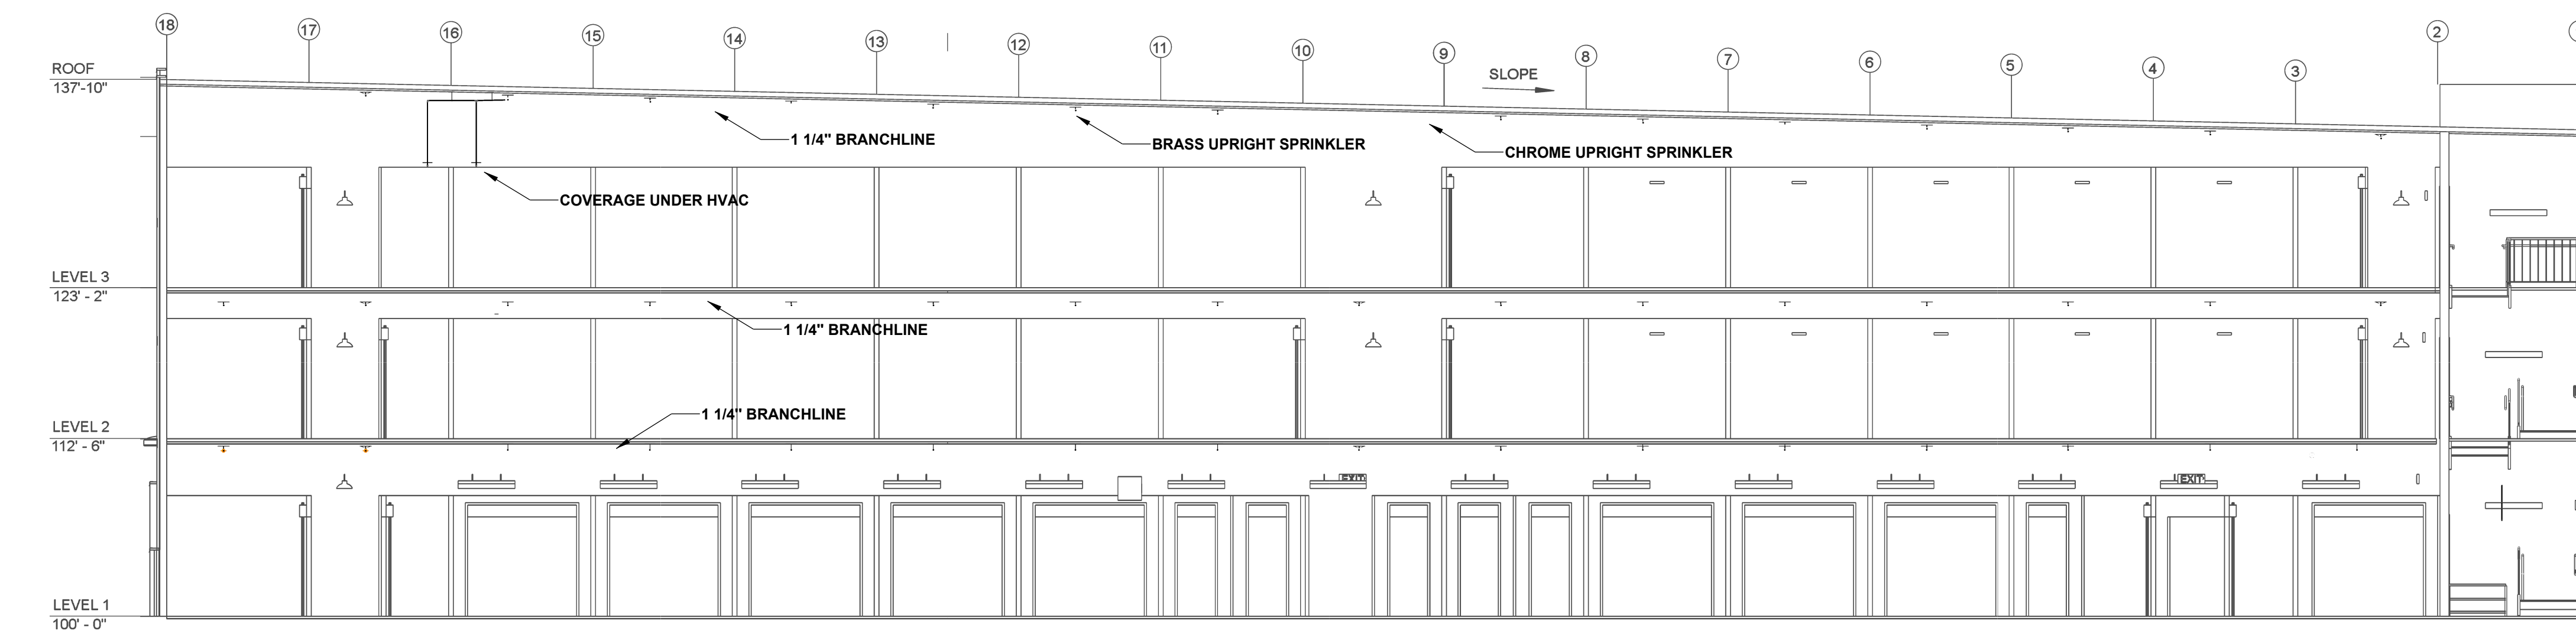 18
17
16
15
14
13
12
11
10
9
8
7
6
5
4
3
2
ROOF
137'-10"
SLOPE
1 1/4" BRANCHLINE
BRASS UPRIGHT SPRINKLER
CHROME UPRIGHT SPRINKLER
COVERAGE UNDER HVAC
LEVEL 3
123' - 2"
1 1/4" BRANCHLINE
1 1/4" BRANCHLINE
LEVEL 2
112' - 6"
EXIT
EXIT
LEVEL 1
100' - 0"